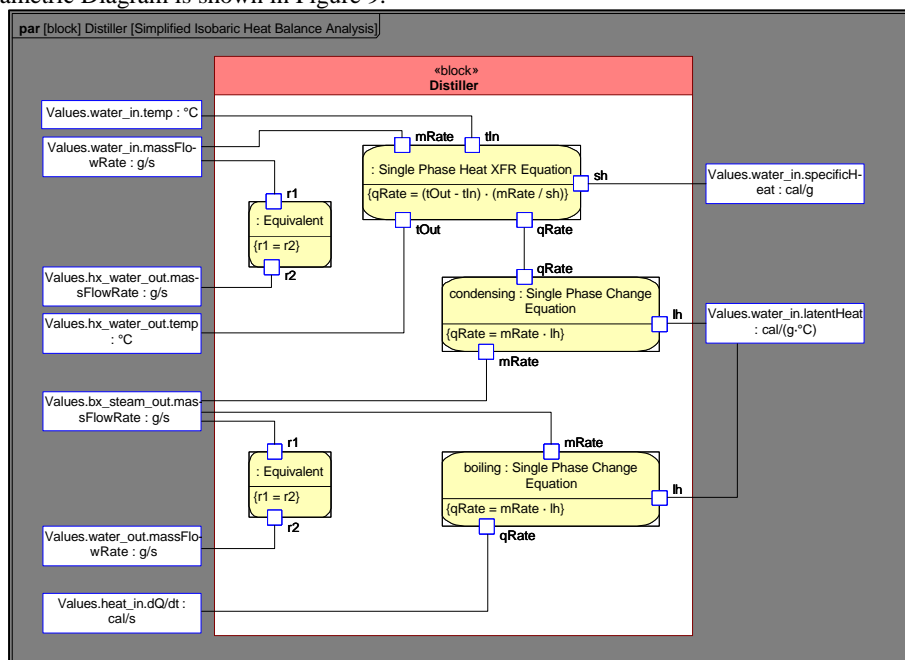 ametric Diagram is shown in Figure 9.
par [block] Distiller [Simplified Isobaric Heat Balance Analysis]
«block»
Distiller
Values.water_in.temp : °C
Values.water_in.massFlo-
wRate : g/s
mRate
tIn
: Single Phase Heat XFR Equation
{qRate = (tOut - tIn) · (mRate / sh)}
sh
Values.water_in.specificH-
eat : cal/g
r1
: Equivalent
{r1 = r2}
r2
tOut
qRate
Values.hx_water_out.mas-
sFlowRate : g/s
Values.hx_water_out.temp
: °C
qRate
condensing : Single Phase Change
Equation
{qRate = mRate · lh}
lh
mRate
Values.water_in.latentHeat
: cal/(g·°C)
Values.bx_steam_out.mas-
sFlowRate : g/s
r1
: Equivalent
{r1 = r2}
r2
mRate
boiling : Single Phase Change
Equation
{qRate = mRate · lh}
lh
qRate
Values.water_out.massFlo-
wRate : g/s
Values.heat_in.dQ/dt :
cal/s